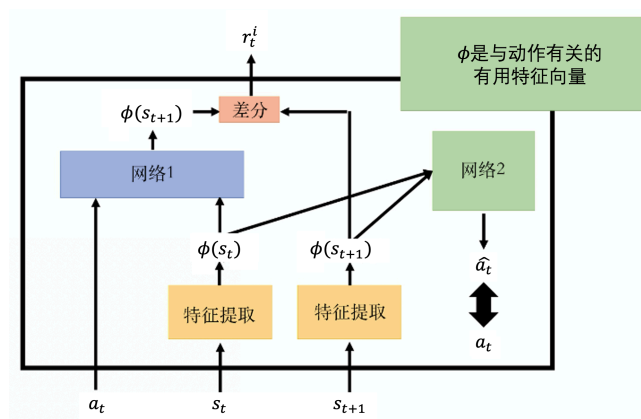 r_t^i
ϕ是与动作有关的
有用特征向量
ϕ(s_{t+1})
差分
网络1
网络2
ϕ(s_t)
ϕ(s_{t+1})
\hat{a_t}
特征提取
特征提取
a_t
a_t
s_t
s_{t+1}